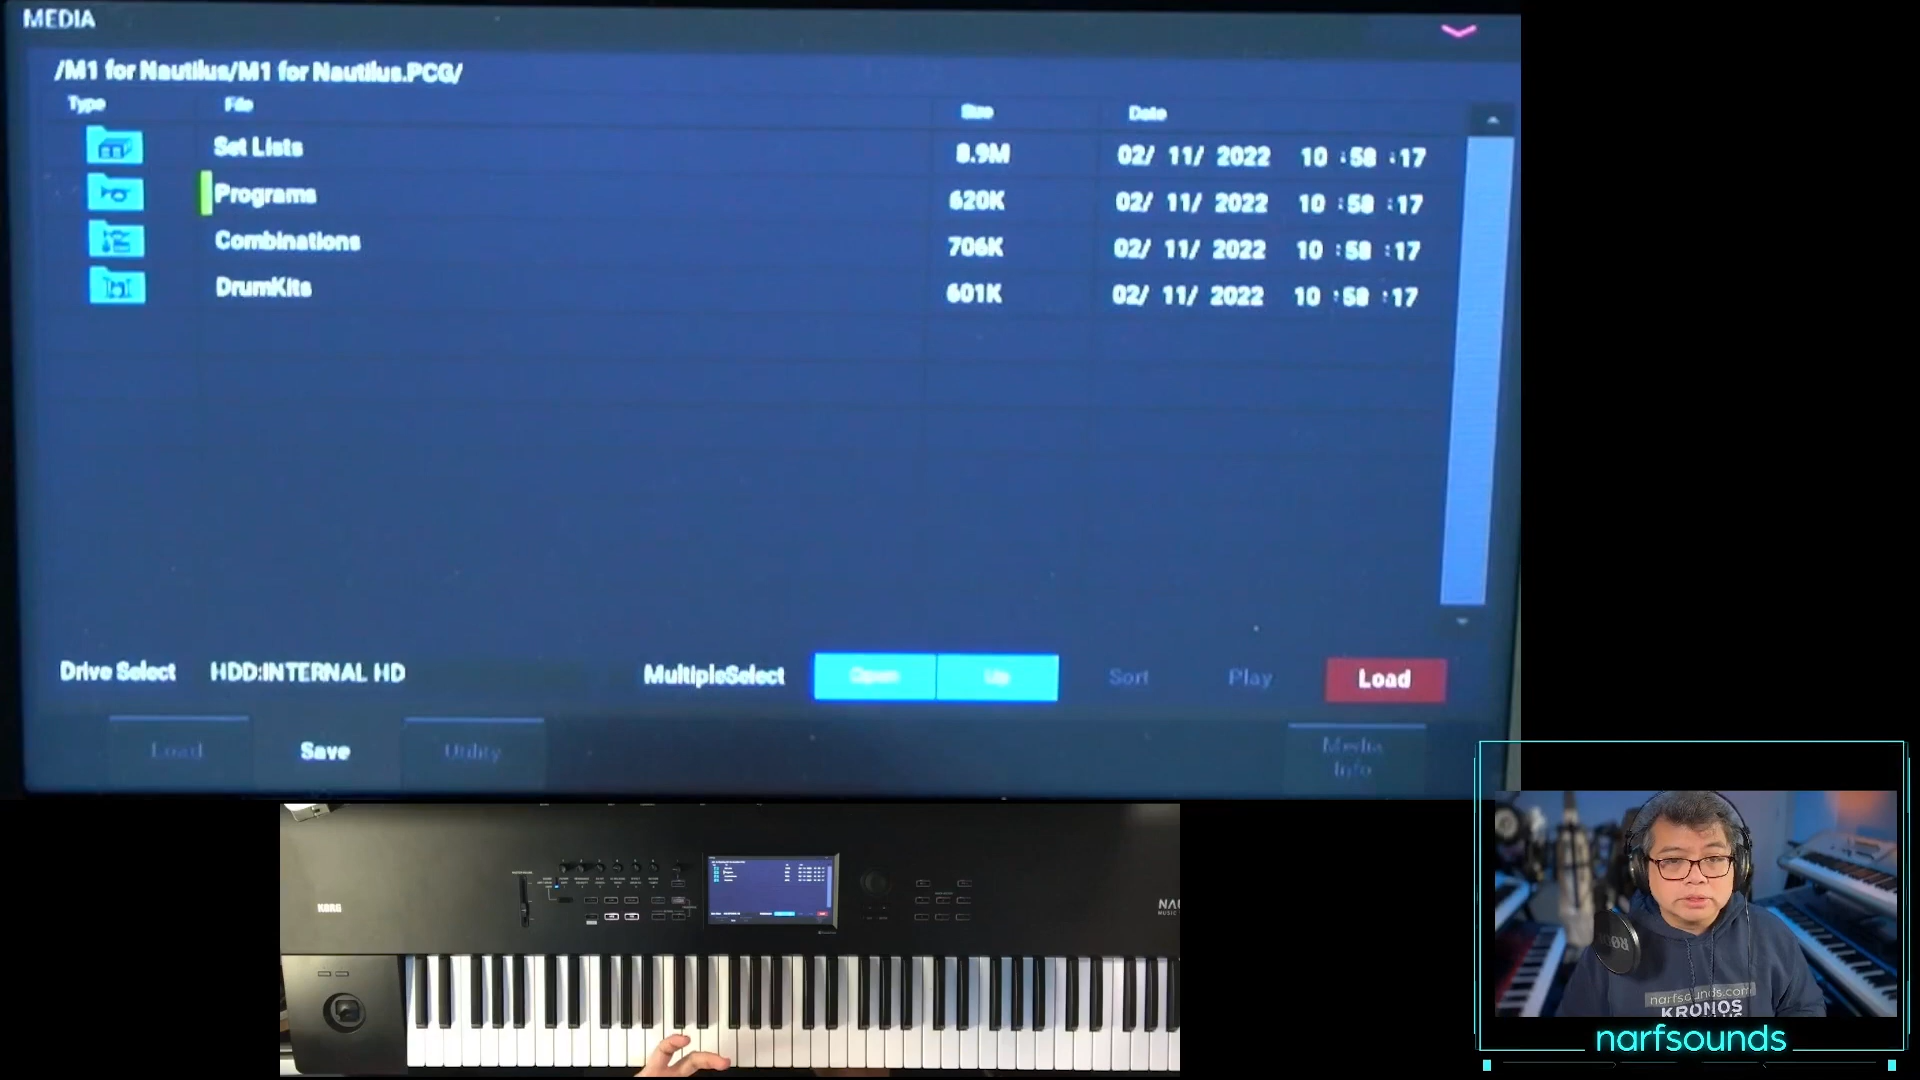 MEDIA
/M1 for Nautilus/M1 for Nautilus.PCG/
Type File Size Date
Set Lists 8.9M 02/ 11/ 2022 10 :58 :17
Programs 620K 02/ 11/ 2022 10 :58 :17
Combinations 706K 02/ 11/ 2022 10 :58 :17
DrumKits 601K 02/ 11/ 2022 10 :58 :17
Drive Select HDD:INTERNAL HD MultipleSelect Open Up Sort Play Load
Load Save Utility Media
Info
KORG
RØDE
narfsounds.com
KRONOS
narfsounds